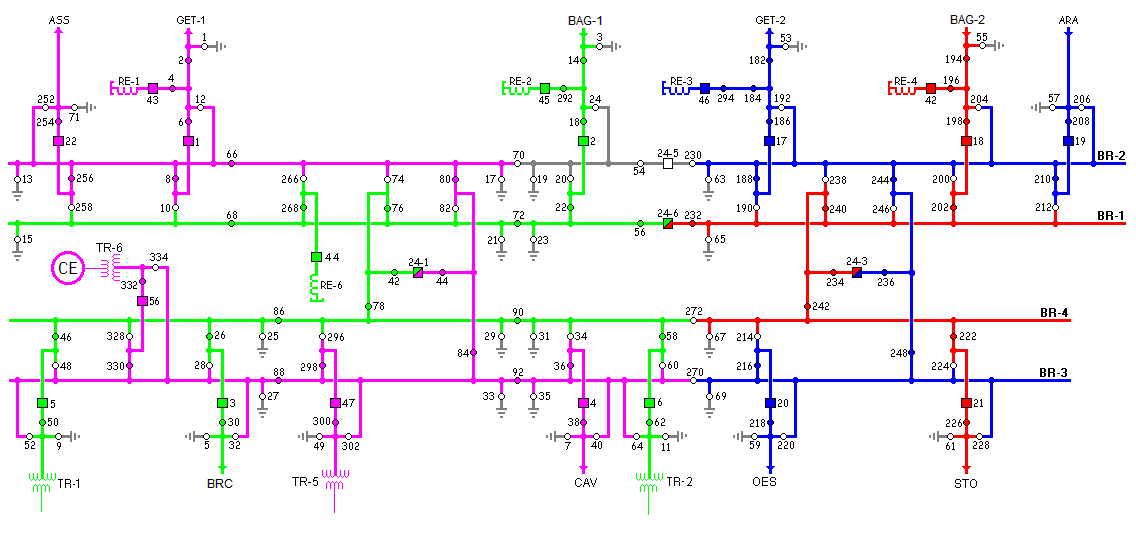 ASS GET-1 BAG-1 GET-2 BAG-2 ARA
1 3 53 55
2 14 182 194
RE-1 4 RE-2 292 RE-3 294 184 RE-4 196
43 45 46 42
252 71 12 24 192 204 57 206
254 6 18 186 198 208
22 1 2 17 18 19
66 70 24-5 230 BR-2
13 256 8 266 74 80 17 19 20 54 63 188 238 244 200 210
258 10 268 76 82 22 190 240 246 202 212
68 72 24-6 232 BR-1
15 21 23 56 65
TR-6 334 44 24-1 24-3
CE 332 42 44 234 236
56 RE-6
78 242
86 90 272 BR-4
46 328 26 25 296 29 31 34 58 67 214 222
48 330 28 298 84 36 60 216 248 224
88 92 270 BR-3
27 33 35 69
5 3 47 4 6 20 21
50 30 300 38 62 218 226
52 9 5 32 49 302 7 40 64 11 59 220 61 228
TR-1 BRC TR-5 CAV TR-2 OES STO